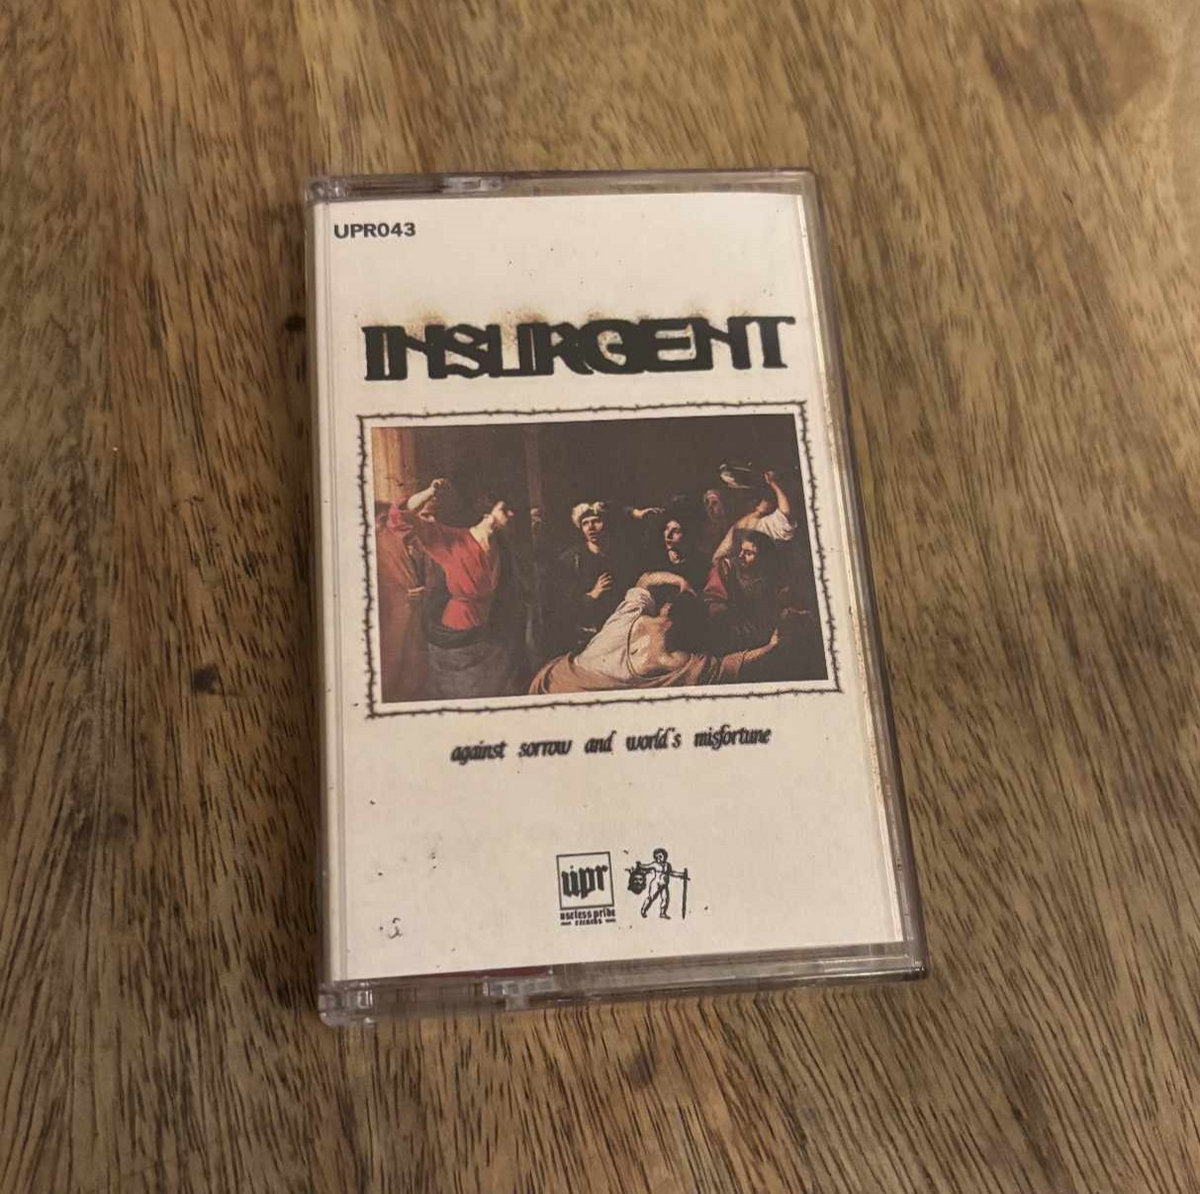 UPR043
INSURGENT
against sorrow and world's misfortune
upr
useless pride
records